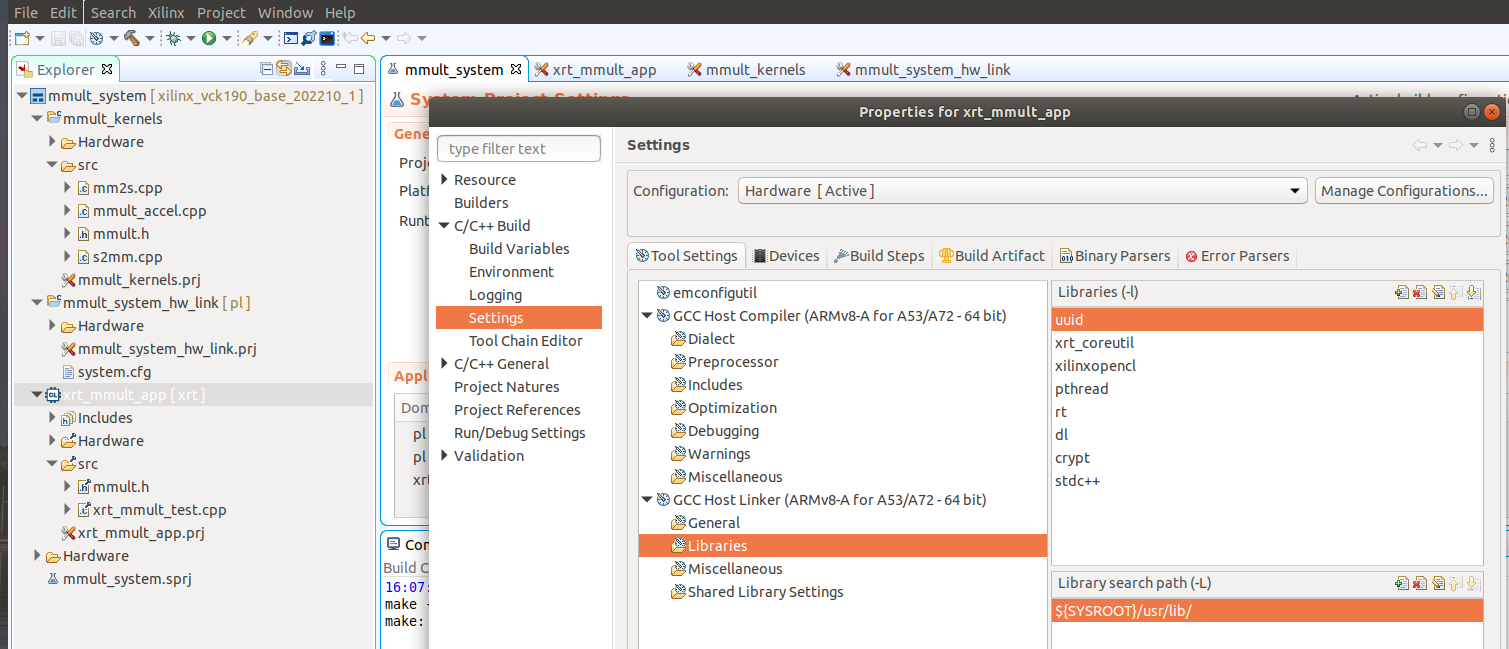 File Edit Search Xilinx Project Window Help
Explorer
mmult_system [ xilinx_vck190_base_202210_1 ]
mmult_kernels
Hardware
src
mm2s.cpp
mmult_accel.cpp
mmult.h
s2mm.cpp
mmult_kernels.prj
mmult_system_hw_link [ pl ]
Hardware
mmult_system_hw_link.prj
system.cfg
xrt_mmult_app [ xrt ]
Includes
Hardware
src
mmult.h
xrt_mmult_test.cpp
xrt_mmult_app.prj
Hardware
mmult_system.sprj
mmult_system xrt_mmult_app mmult_kernels mmult_system_hw_link
System Project Settings
Gene
Proj
Platf
Runt
Appl
Dom
pl
pl
xrt
Con
Build C
16:07:
make -
make:
Properties for xrt_mmult_app
type filter text
Resource
Builders
C/C++ Build
Build Variables
Environment
Logging
Settings
Tool Chain Editor
C/C++ General
Project Natures
Project References
Run/Debug Settings
Validation
Settings
Configuration: Hardware [ Active ] Manage Configurations...
Tool Settings Devices Build Steps Build Artifact Binary Parsers Error Parsers
emconfigutil
GCC Host Compiler (ARMv8-A for A53/A72 - 64 bit)
Dialect
Preprocessor
Includes
Optimization
Debugging
Warnings
Miscellaneous
GCC Host Linker (ARMv8-A for A53/A72 - 64 bit)
General
Libraries
Miscellaneous
Shared Library Settings
Libraries (-l)
uuid
xrt_coreutil
xilinxopencl
pthread
rt
dl
crypt
stdc++
Library search path (-L)
${SYSROOT}/usr/lib/